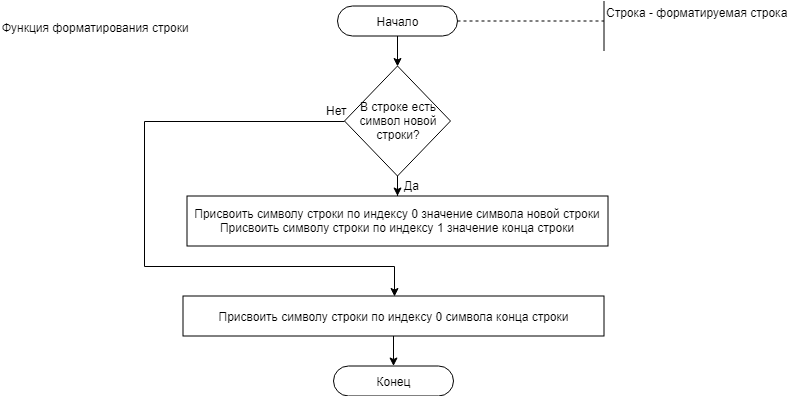 Начало
Строка - форматируемая строка
Функция форматирования строки
В строке есть
символ новой
строки?
Нет
Да
Присвоить символу строки по индексу 0 значение символа новой строки
Присвоить символу строки по индексу 1 значение конца строки
Присвоить символу строки по индексу 0 символа конца строки
Конец